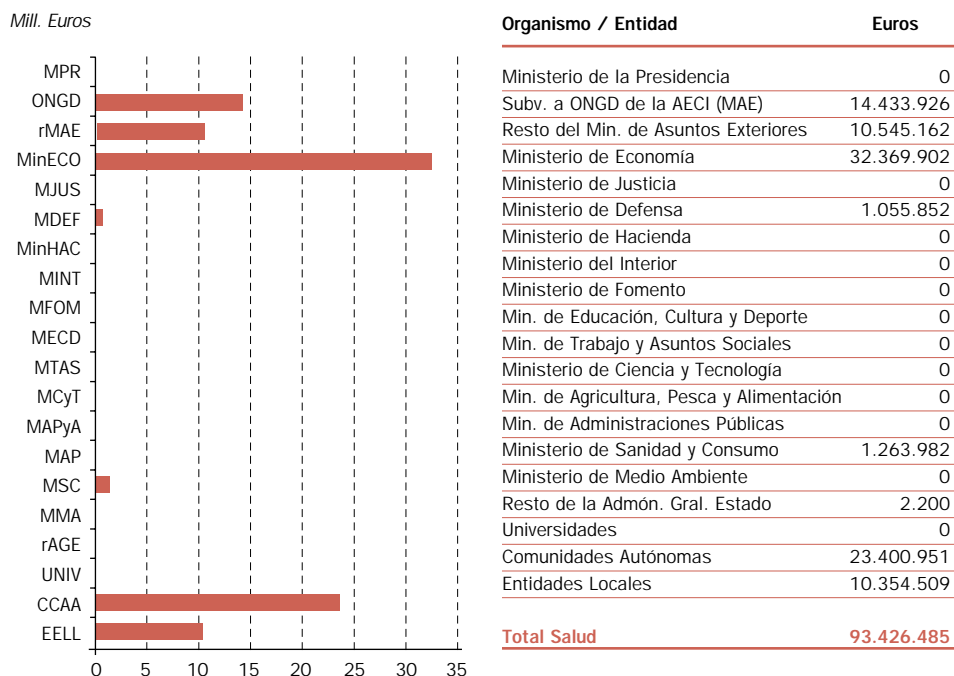 Mill. Euros
MPR
ONGD
rMAE
MinECO
MJUS
MDEF
MinHAC
MINT
MFOM
MECD
MTAS
MCyT
MAPyA
MAP
MSC
MMA
rAGE
UNIV
CCAA
EELL
0 5 10 15 20 25 30 35
Organismo / Entidad Euros
Ministerio de la Presidencia 0
Subv. a ONGD de la AECI (MAE) 14.433.926
Resto del Min. de Asuntos Exteriores 10.545.162
Ministerio de Economía 32.369.902
Ministerio de Justicia 0
Ministerio de Defensa 1.055.852
Ministerio de Hacienda 0
Ministerio del Interior 0
Ministerio de Fomento 0
Min. de Educación, Cultura y Deporte 0
Min. de Trabajo y Asuntos Sociales 0
Ministerio de Ciencia y Tecnología 0
Min. de Agricultura, Pesca y Alimentación 0
Min. de Administraciones Públicas 0
Ministerio de Sanidad y Consumo 1.263.982
Ministerio de Medio Ambiente 0
Resto de la Admón. Gral. Estado 2.200
Universidades 0
Comunidades Autónomas 23.400.951
Entidades Locales 10.354.509
Total Salud 93.426.485